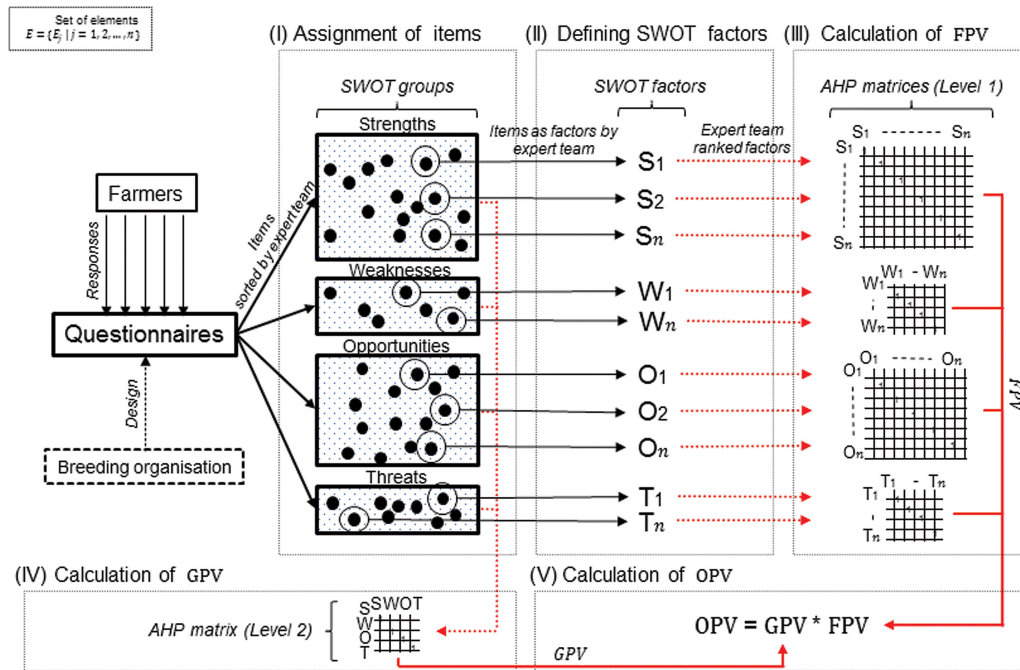 Set of elements
E = {E_j | j = 1, 2, ..., n}
(I) Assignment of items
(II) Defining SWOT factors
(III) Calculation of FPV
SWOT groups
SWOT factors
AHP matrices (Level 1)
Strengths
Items as factors by
expert team
Expert team
ranked factors
Farmers
Responses
Questionnaires
Design
Breeding organisation
Items
sorted by expert team
Weaknesses
Opportunities
Threats
S1
S2
Sn
W1
Wn
O1
O2
On
T1
Tn
S1 ------ Sn
S1
Sn
W1 - Wn
W1
Wn
O1 ----- On
O1
On
T1 - Tn
T1
Tn
FPV
(IV) Calculation of GPV
(V) Calculation of OPV
AHP matrix (Level 2)
SWOT
S
W
O
T
GPV
OPV = GPV * FPV